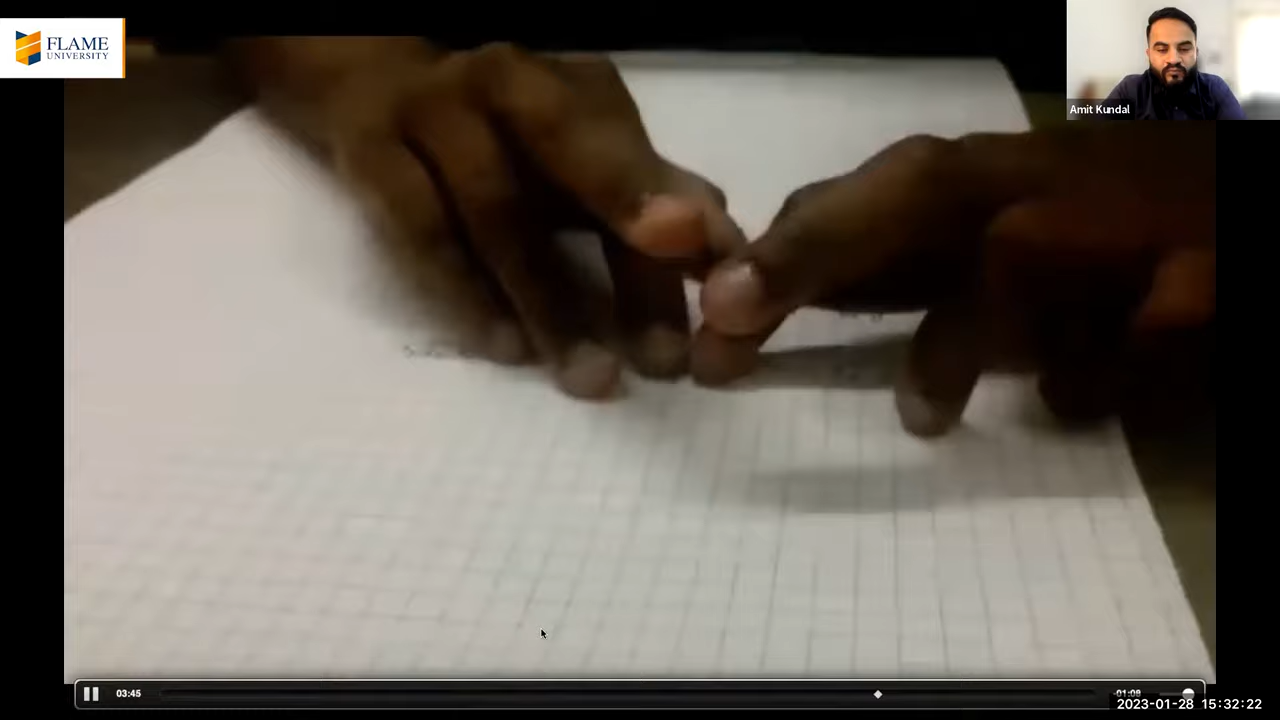 FLAME
UNIVERSITY
Amit Kundal
03:45
-01:08
2023-01-28 15:32:22